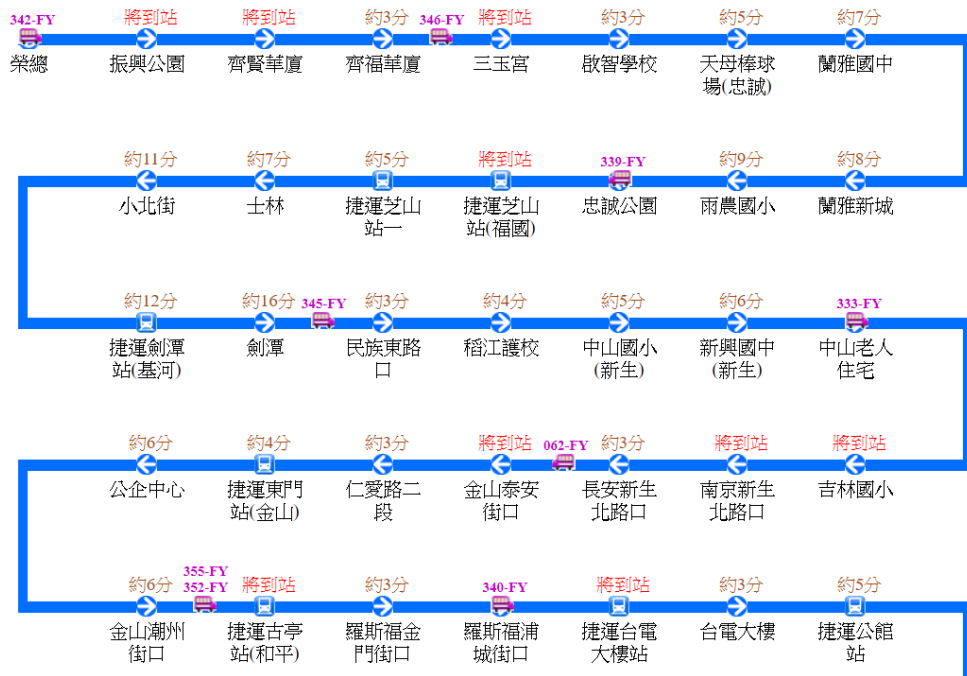 342-FY 將到站 將到站 約3分 346-FY 將到站 約3分 約5分 約7分
榮總 振興公園 齊賢華廈 齊福華廈 三玉宮 啟智學校 天母棒球 蘭雅國中
場(忠誠)
約11分 約7分 約5分 將到站 339-FY 約9分 約8分
小北街 士林 捷運芝山 捷運芝山 忠誠公園 雨農國小 蘭雅新城
站一 站(福國)
約12分 約16分 345-FY 約3分 約4分 約5分 約6分 333-FY
捷運劍潭 劍潭 民族東路 稻江護校 中山國小 新興國中 中山老人
站(基河) 口 (新生) (新生) 住宅
約6分 約4分 約3分 將到站 062-FY 約3分 將到站 將到站
公企中心 捷運東門 仁愛路二 金山泰安 長安新生 南京新生 吉林國小
站(金山) 段 街口 北路口 北路口
355-FY
約6分 352-FY 將到站 約3分 340-FY 將到站 約3分 約5分
金山潮州 捷運古亭 羅斯福金 羅斯福浦 捷運台電 台電大樓 捷運公館
街口 站(和平) 門街口 城街口 大樓站 站